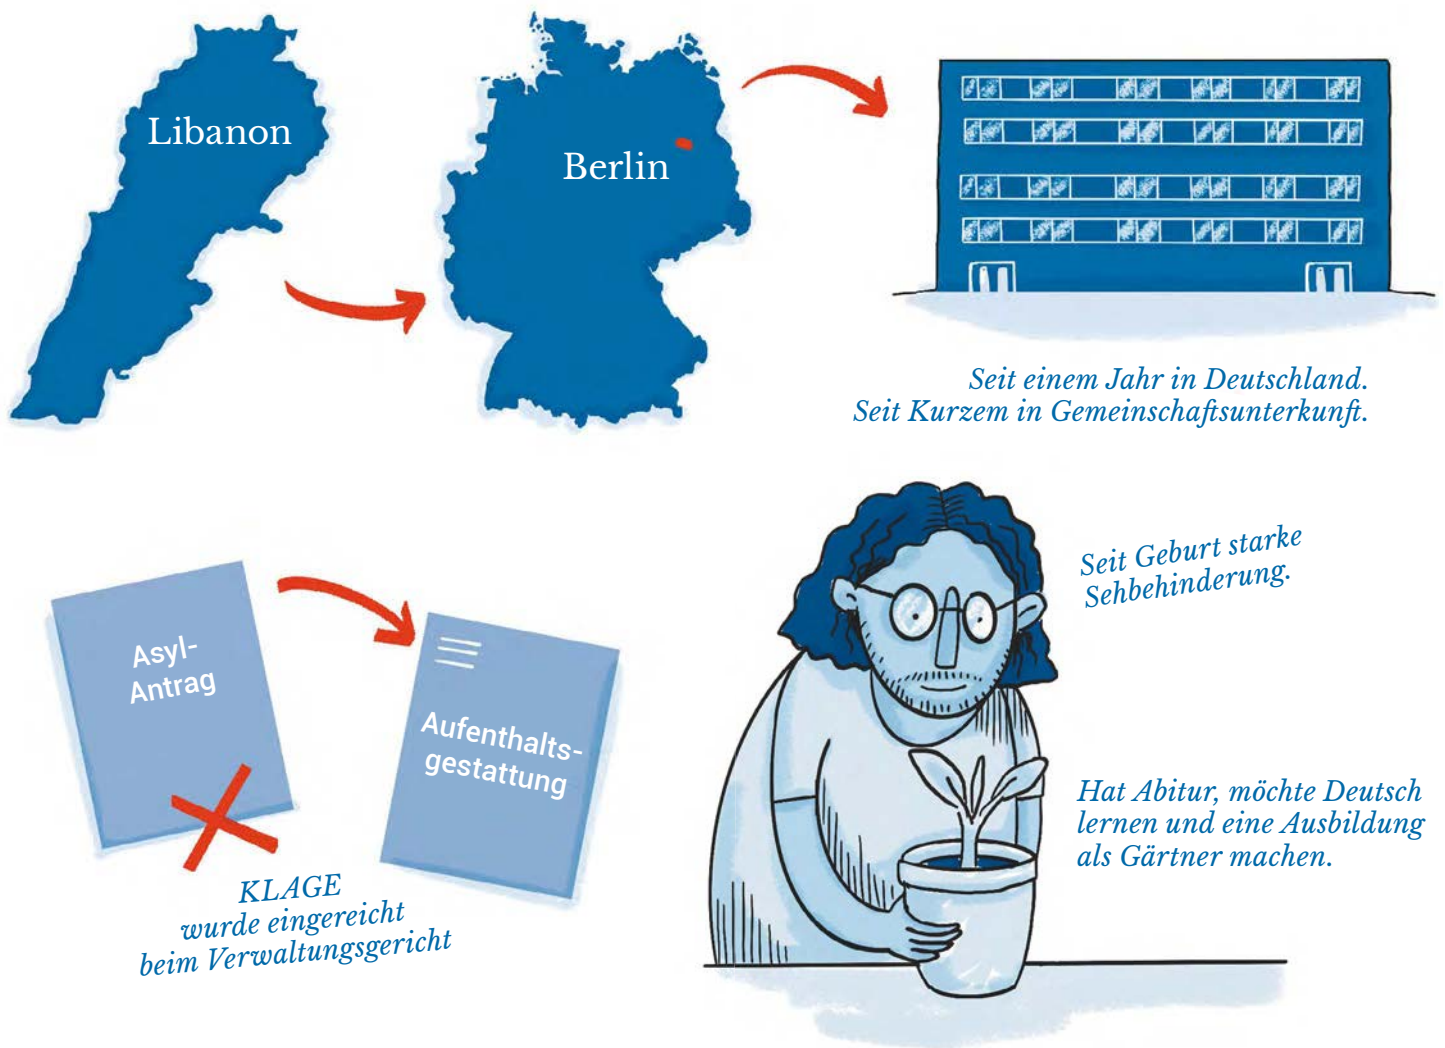 Libanon
Berlin
Seit einem Jahr in Deutschland.
Seit Kurzem in Gemeinschaftsunterkunft.
Asyl-
Antrag
Aufenthalts-
gestattung
KLAGE
wurde eingereicht
beim Verwaltungsgericht
Seit Geburt starke
Sehbehinderung.
Hat Abitur, möchte Deutsch
lernen und eine Ausbildung
als Gärtner machen.